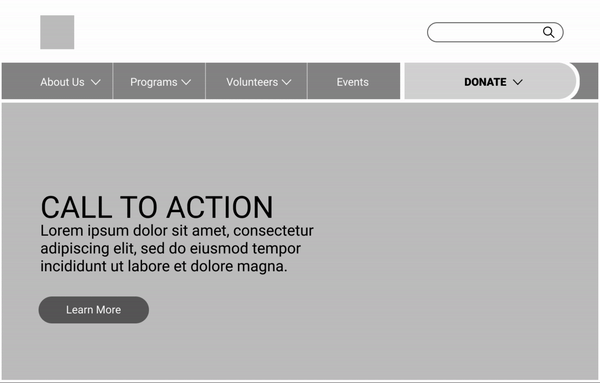 About Us
Programs
Volunteers
Events
DONATE
CALL TO ACTION
Lorem ipsum dolor sit amet, consectetur
adipiscing elit, sed do eiusmod tempor
incididunt ut labore et dolore magna.
Learn More